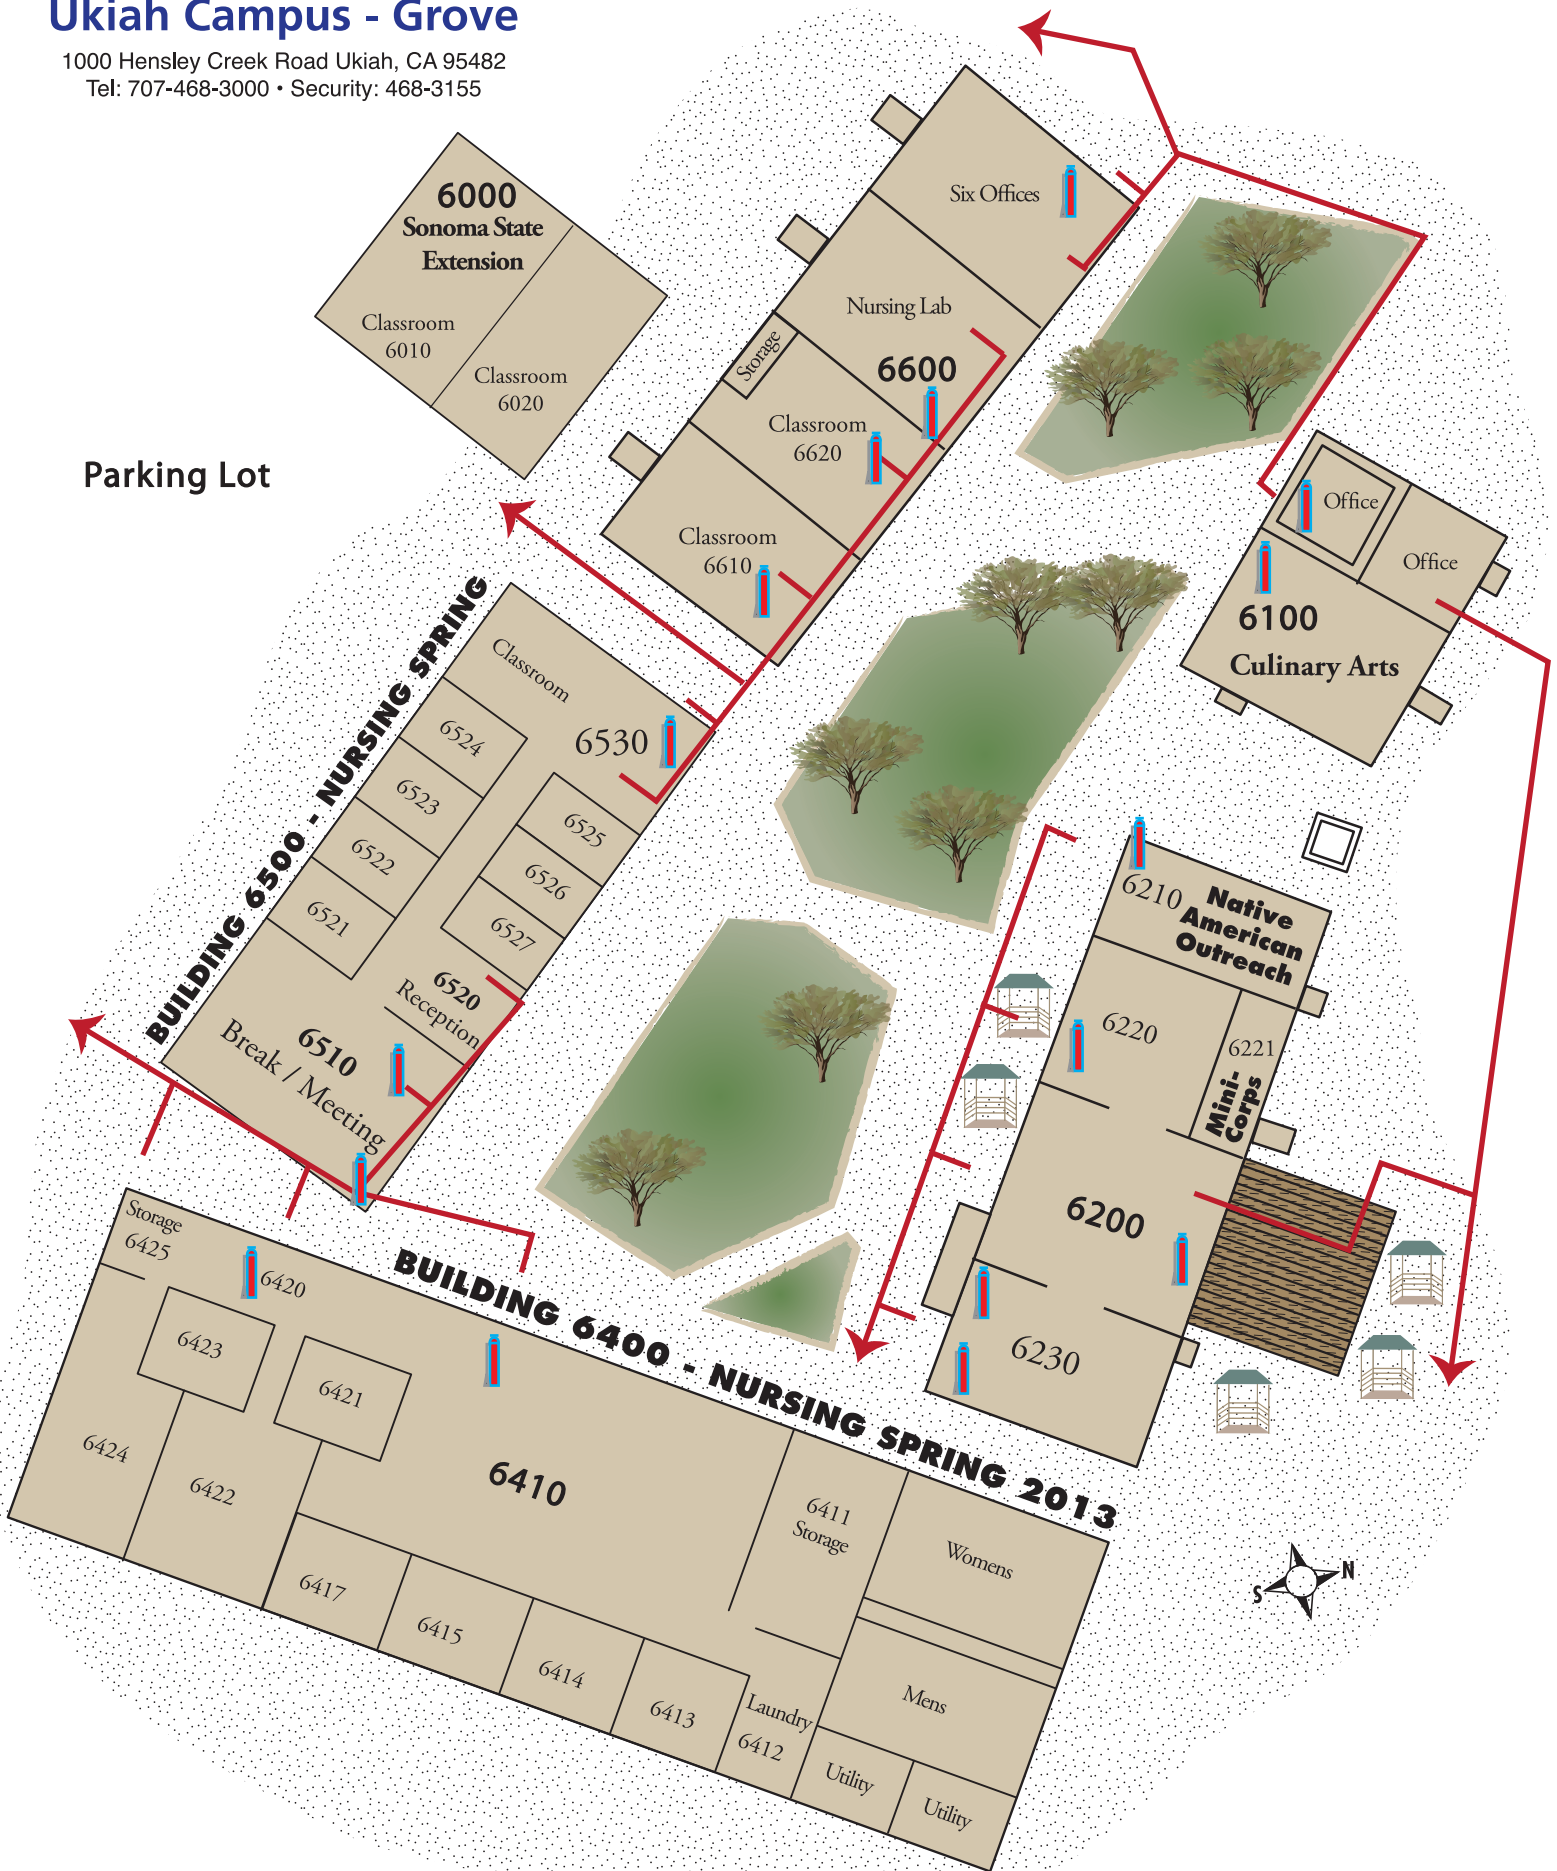 Ukiah Campus - Grove
1000 Hensley Creek Road Ukiah, CA 95482
Tel: 707-468-3000 • Security: 468-3155
6000
Sonoma State
Extension
Classroom
6010
Classroom
6020
Parking Lot
Six Offices
Nursing Lab
Storage
6600
Classroom
6620
Classroom
6610
Office
Office
6100
Culinary Arts
BUILDING 6500 - NURSING SPRING
Classroom
6530
6524
6523
6522
6521
6525
6526
6527
6520
Reception
6510
Break / Meeting
6210
Native
American
Outreach
6220
6221
Mini-
Corps
6200
6230
BUILDING 6400 - NURSING SPRING 2013
Storage
6425
6420
6423
6421
6424
6422
6410
6411
Storage
Womens
6417
6415
6414
6413
Laundry
6412
Mens
Utility
Utility
N
S